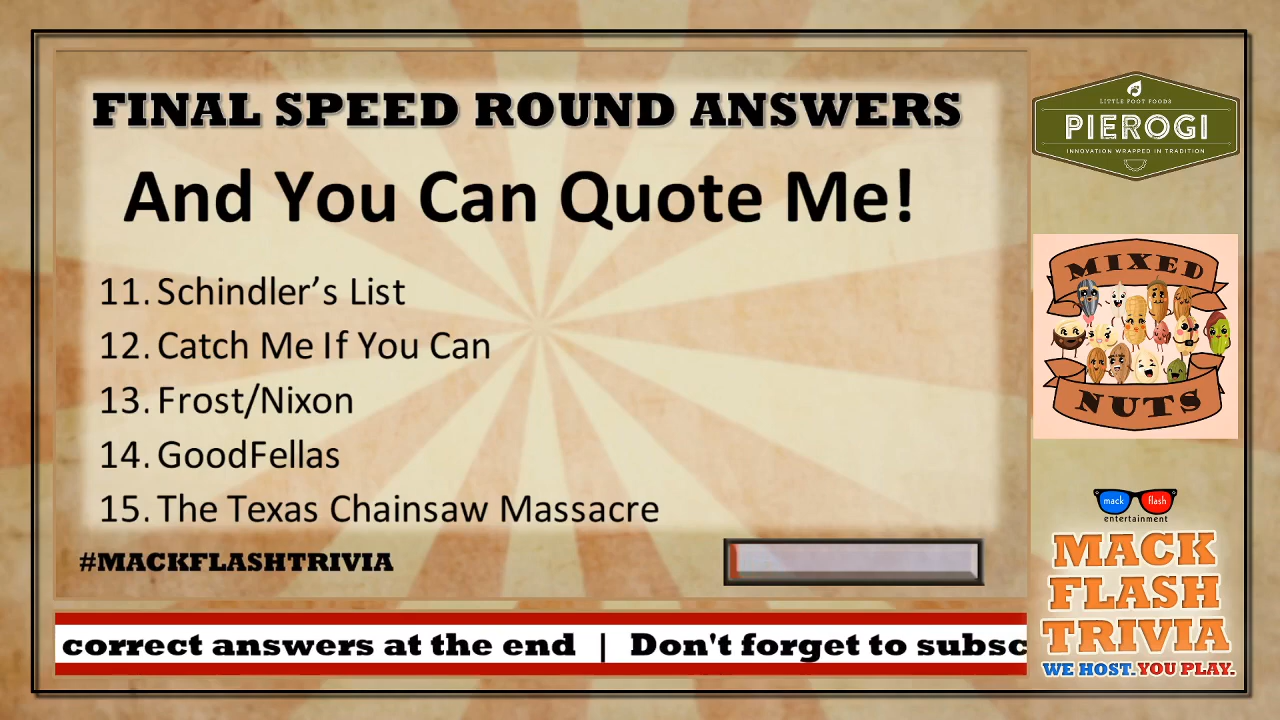 FINAL SPEED ROUND ANSWERS
And You Can Quote Me!
11. Schindler’s List
12. Catch Me If You Can
13. Frost/Nixon
14. GoodFellas
15. The Texas Chainsaw Massacre
#MACKFLASHTRIVIA
correct answers at the end | Don't forget to subsc
LITTLE FOOT FOODS
PIEROGI
INNOVATION WRAPPED IN TRADITION
MIXED
NUTS
mack flash
entertainment
MACK
FLASH
TRIVIA
WE HOST. YOU PLAY.